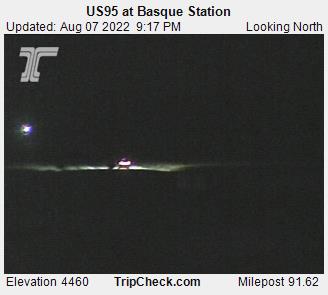 US95 at Basque Station
Updated: Aug 07 2022 9:17 PM Looking North
Elevation 4460 TripCheck.com Milepost 91.62